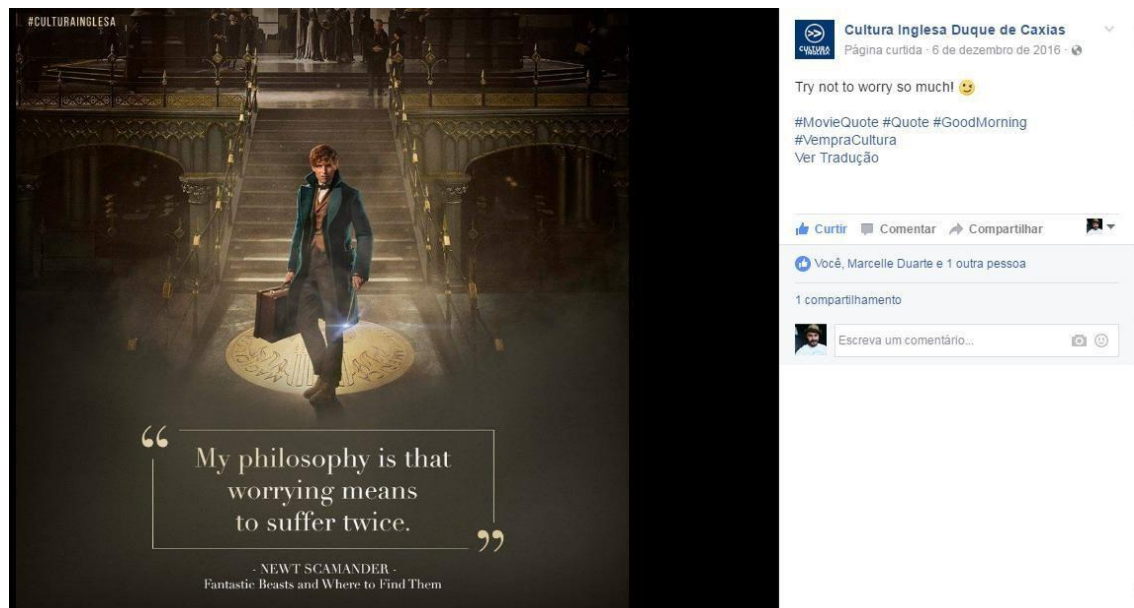 #CULTURAINGLESA
“
My philosophy is that
worrying means
to suffer twice.
”
- NEWT SCAMANDER -
Fantastic Beasts and Where to Find Them
CULTURA
INGLESA
Cultura Inglesa Duque de Caxias
Página curtida · 6 de dezembro de 2016 ·
Try not to worry so much! 😉
#MovieQuote #Quote #GoodMorning
#VempraCultura
Ver Tradução
Curtir Comentar Compartilhar
Você, Marcelle Duarte e 1 outra pessoa
1 compartilhamento
Escreva um comentário...